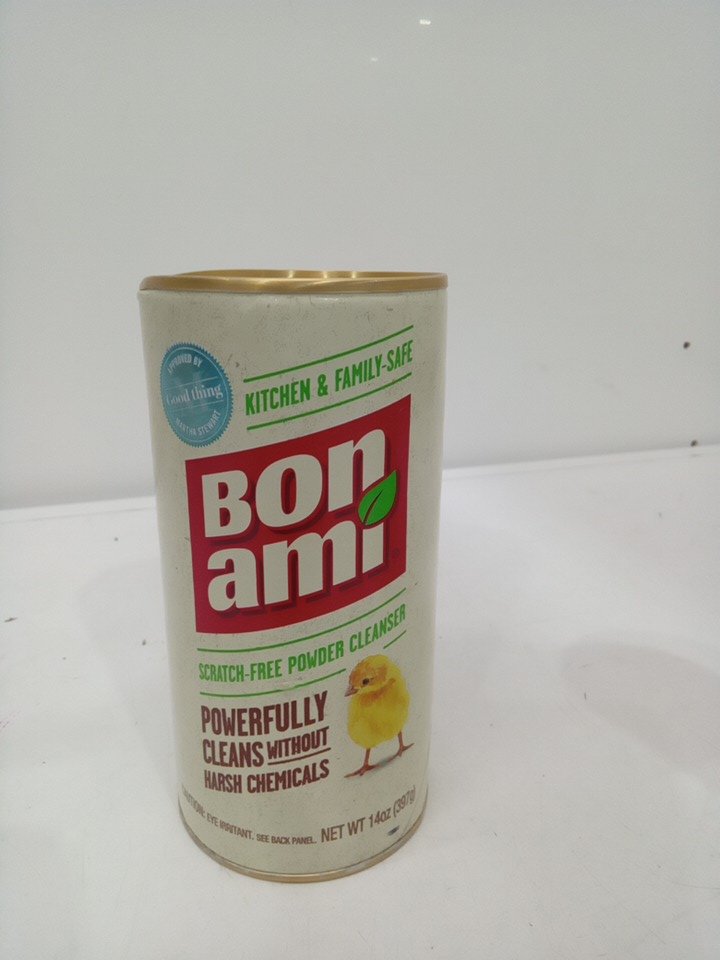 APPROVED BY
Good thing
MARTHA STEWART
KITCHEN & FAMILY-SAFE
Bon
ami
SCRATCH-FREE POWDER CLEANSER
POWERFULLY
CLEANS WITHOUT
HARSH CHEMICALS
CAUTION: EYE IRRITANT. SEE BACK PANEL. NET WT 14oz (397g)